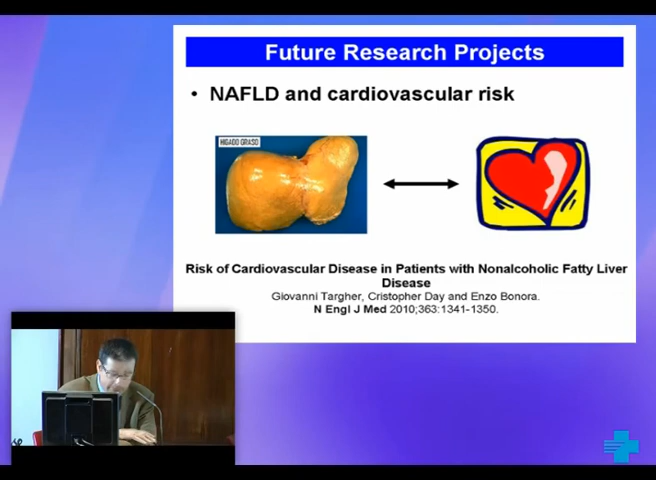 Future Research Projects
• NAFLD and cardiovascular risk
HIGADO GRASO
Risk of Cardiovascular Disease in Patients with Nonalcoholic Fatty Liver
Disease
Giovanni Targher, Cristopher Day and Enzo Bonora.
N Engl J Med 2010;363:1341-1350.